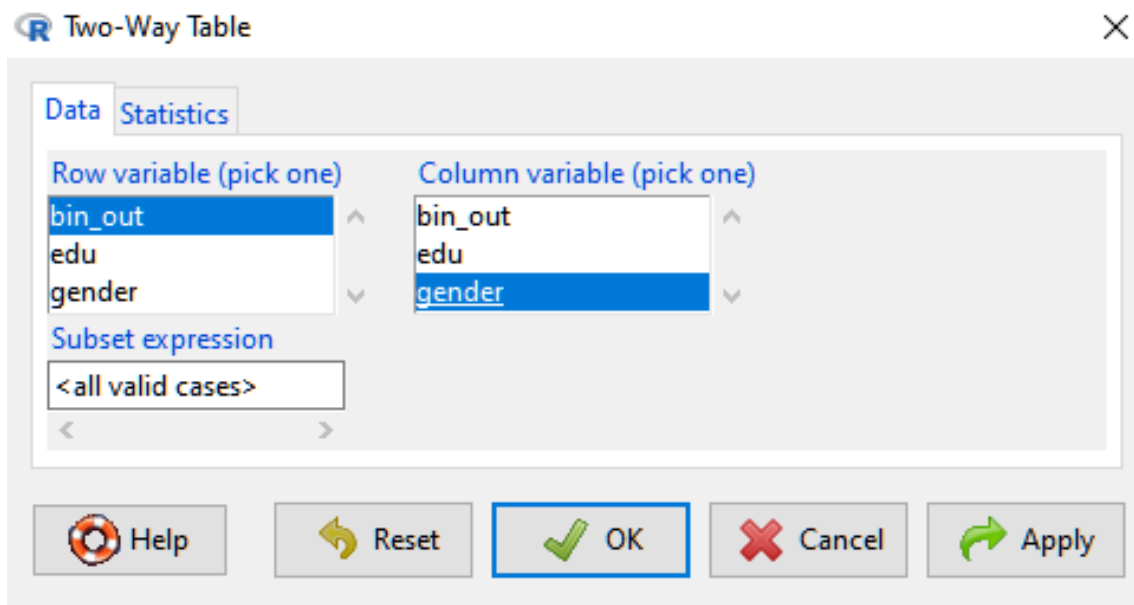 Two-Way Table
Data Statistics
Row variable (pick one) Column variable (pick one)
bin_out bin_out
edu edu
gender gender
Subset expression
<all valid cases>
Help Reset OK Cancel Apply